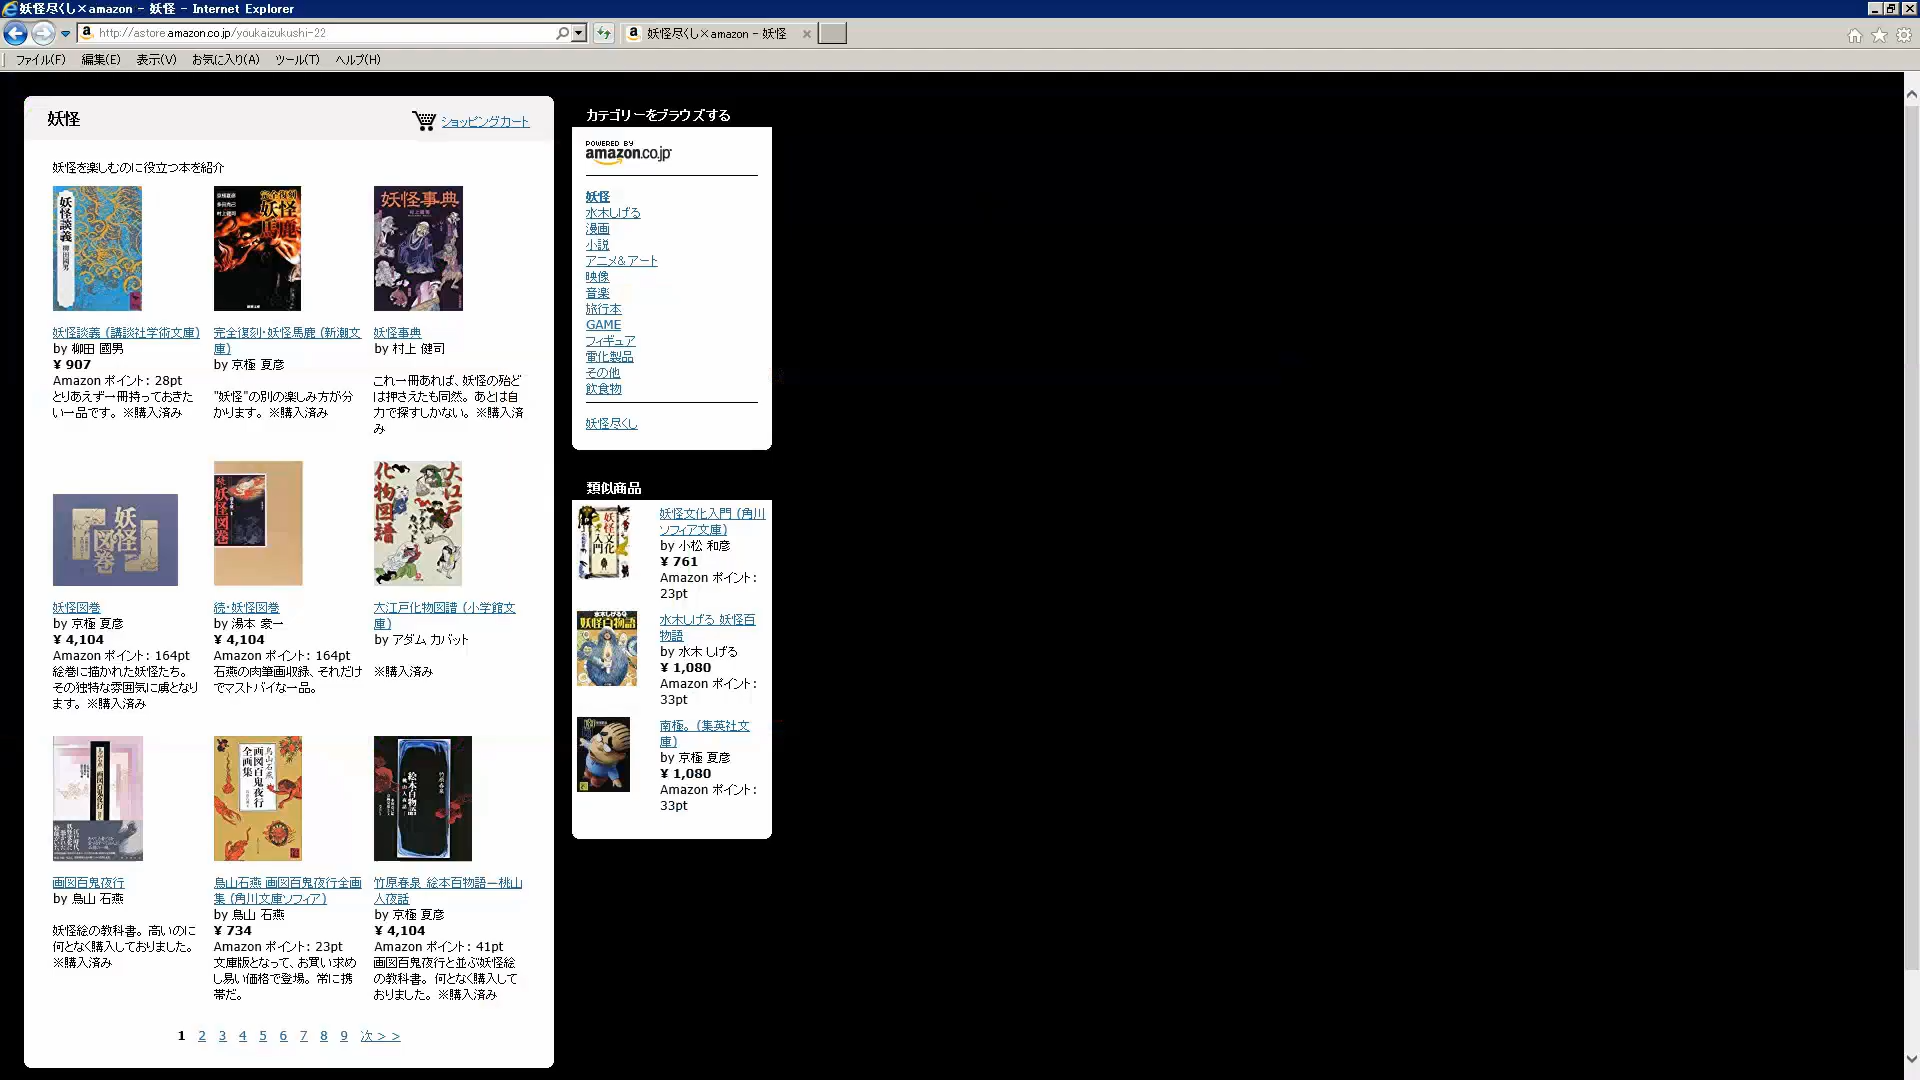 妖怪尽くし×amazon - 妖怪 - Internet Explorer
http://astore.amazon.co.jp/youkaizukushi-22
妖怪尽くし×amazon - 妖怪
ファイル(F) 編集(E) 表示(V) お気に入り(A) ツール(T) ヘルプ(H)
妖怪
ショッピングカート
妖怪を楽しむのに役立つ本を紹介
妖怪談義 (講談社学術文庫)
by 柳田 國男
¥ 907
Amazon ポイント: 28pt
とりあえず一冊持っておきた
い一品です。 ※購入済み
完全復刻・妖怪馬鹿 (新潮文
庫)
by 京極 夏彦
"妖怪"の別の楽しみ方が分
かります。 ※購入済み
妖怪事典
by 村上 健司
これ一冊あれば、妖怪の殆ど
は押さえたも同然。 あとは自
力で探すしかない。 ※購入済
み
妖怪図巻
by 京極 夏彦
¥ 4,104
Amazon ポイント: 164pt
絵巻に描かれた妖怪たち。
その独特な雰囲気に虜となり
ます。 ※購入済み
続・妖怪図巻
by 湯本 豪一
¥ 4,104
Amazon ポイント: 164pt
石燕の肉筆画収録、それだけ
でマストバイな一品。
大江戸化物図譜 (小学館文
庫)
by アダム カバット
※購入済み
画図百鬼夜行
by 鳥山 石燕
妖怪絵の教科書。 高いのに
何となく購入しておりました。
※購入済み
鳥山石燕 画図百鬼夜行全画
集 (角川文庫ソフィア)
by 鳥山 石燕
¥ 734
Amazon ポイント: 23pt
文庫版となって、お買い求め
し易い価格で登場。 常に携
帯だ。
竹原春泉 絵本百物語―桃山
人夜話
by 京極 夏彦
¥ 4,104
Amazon ポイント: 41pt
画図百鬼夜行と並ぶ妖怪絵
の教科書。 何となく購入して
おりました。 ※購入済み
1 2 3 4 5 6 7 8 9 次 > >
カテゴリーをブラウズする
POWERED BY
amazon.co.jp
妖怪
水木しげる
漫画
小説
アニメ&アート
映像
音楽
旅行本
GAME
フィギュア
電化製品
その他
飲食物
妖怪尽くし
類似商品
妖怪文化入門 (角川
ソフィア文庫)
by 小松 和彦
¥ 761
Amazon ポイント:
23pt
水木しげる 妖怪百
物語
by 水木 しげる
¥ 1,080
Amazon ポイント:
33pt
南極。 (集英社文
庫)
by 京極 夏彦
¥ 1,080
Amazon ポイント:
33pt